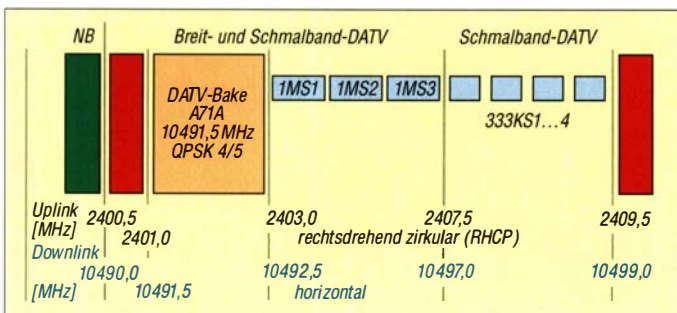 NB Breit- und Schmalband-DATV Schmalband-DATV
DATV-Bake
A71A
10491,5 MHz
QPSK 4/5
1MS1 1MS2 1MS3
333KS1...4
Uplink 2400,5 2403,0 2407,5 2409,5
[MHz] 2401,0 rechtsdrehend zirkular (RHCP)
Downlink
10490,0 10492,5 10497,0 10499,0
[MHz] 10491,5 horizontal